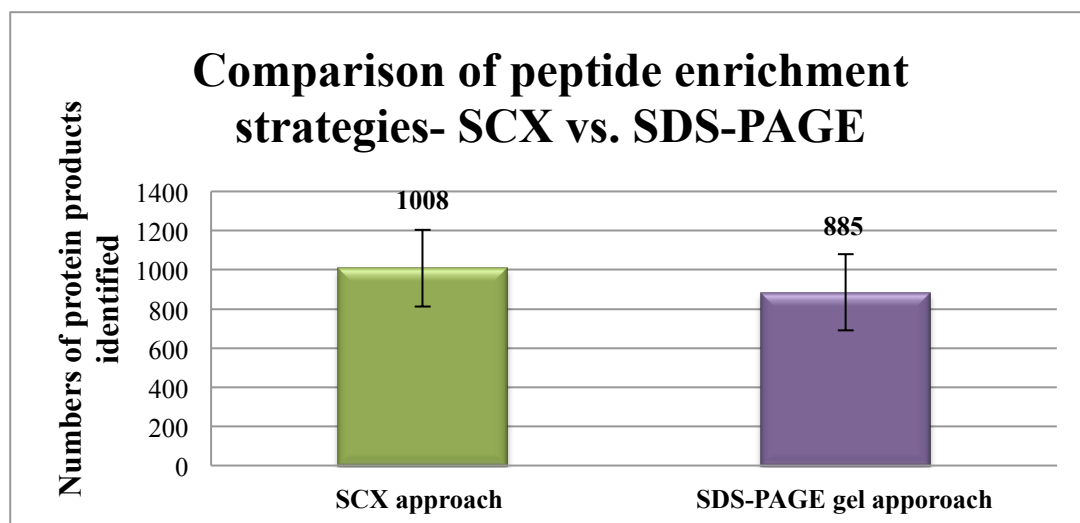 Comparison of peptide enrichment
strategies- SCX vs. SDS-PAGE
Numbers of protein products
identified
1400
1200
1000
800
600
400
200
0
1008
885
SCX approach
SDS-PAGE gel apporoach